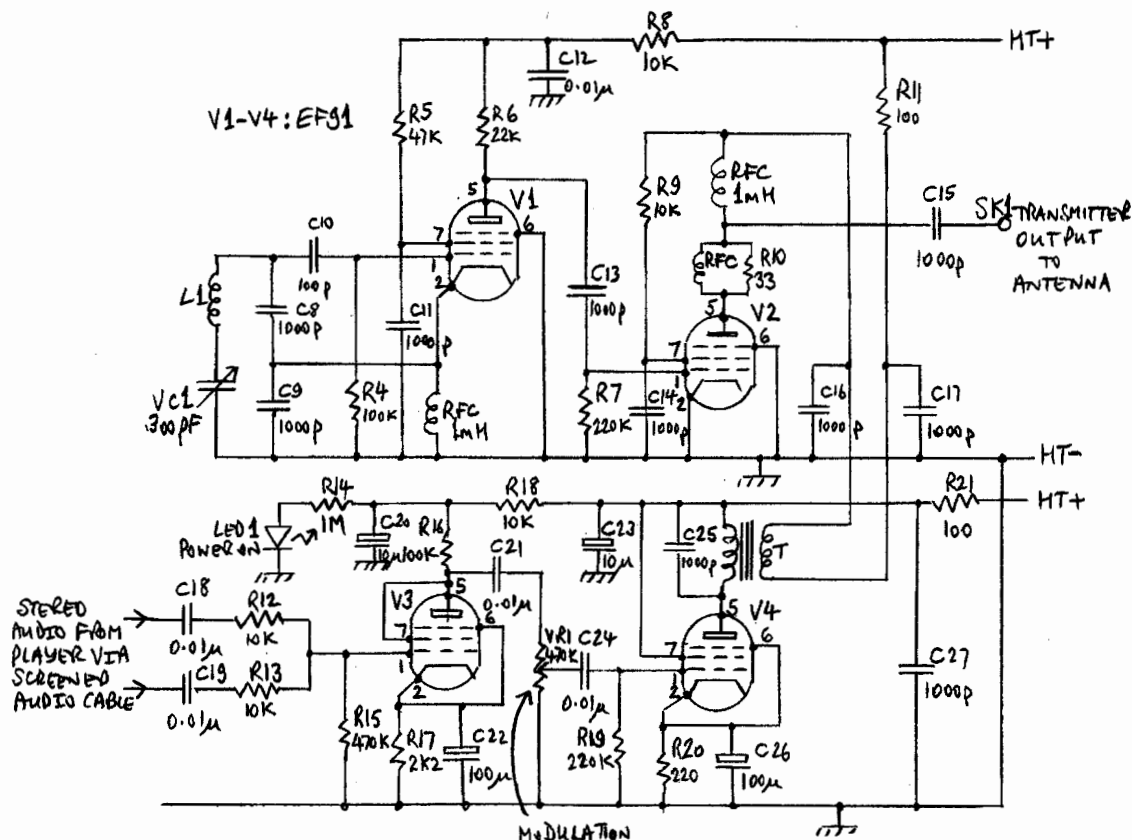 R8
10K
HT+
C12
0.01μ
R11
100
V1-V4: EF91
R5
47K
R6
22K
5
V1
6
7
1
2
RFC
1mH
R9
10K
C15
1000p
SK1
TRANSMITTER
OUTPUT
TO
ANTENNA
C10
100p
L1
C8
1000p
C11
1000p
C13
1000p
RFC
R10
33
5
V2
6
7
1
2
VC1
300pF
C9
1000p
R4
100K
RFC
1mH
R7
220K
C14
1000p
C16
1000p
C17
1000p
HT-
R14
1M
R18
10K
R21
100
HT+
LED1
POWER ON
C20
10μ
R16
100K
C21
0.01μ
C23
10μ
C25
1000p
T
STEREO
AUDIO FROM
PLAYER VIA
SCREENED
AUDIO CABLE
C18
0.01μ
R12
10K
C19
0.01μ
R13
10K
V3
5
6
7
1
2
VR1
470K
C24
0.01μ
5
V4
6
7
1
2
C27
1000p
R15
470K
R17
2K2
C22
100μ
R19
220K
R20
220
C26
100μ
MODULATION